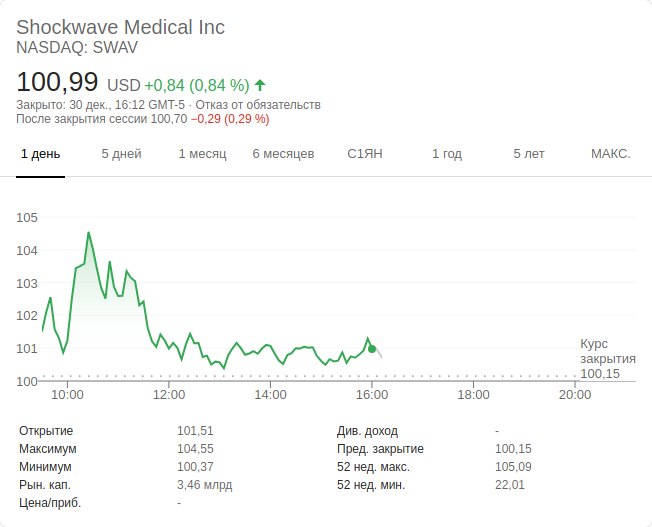 Shockwave Medical Inc
NASDAQ: SWAV
100,99 USD +0,84 (0,84 %)
Закрыто: 30 дек., 16:12 GMT-5 · Отказ от обязательств
После закрытия сессии 100,70 −0,29 (0,29 %)
1 день 5 дней 1 месяц 6 месяцев С1ЯН 1 год 5 лет МАКС.
105
104
103
102
101
100
Курс
закрытия
100,15
10:00 12:00 14:00 16:00 18:00 20:00
Открытие 101,51 Див. доход -
Максимум 104,55 Пред. закрытие 100,15
Минимум 100,37 52 нед. макс. 105,09
Рын. кап. 3,46 млрд 52 нед. мин. 22,01
Цена/приб. -